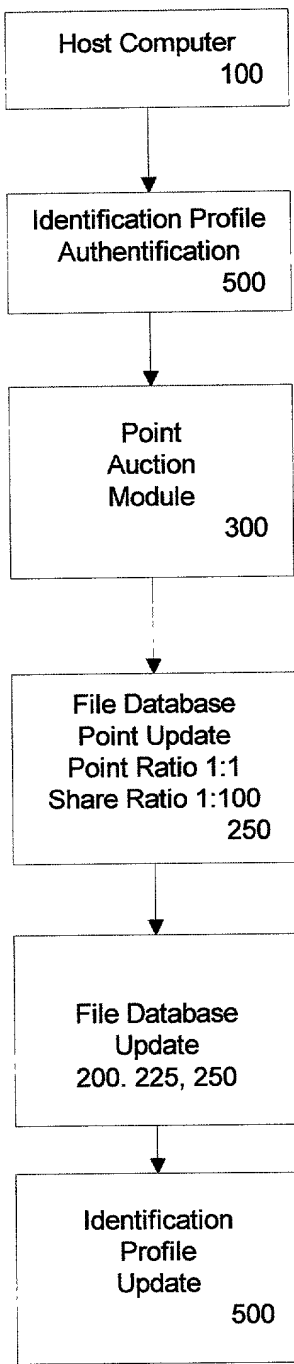 Host Computer
100
Identification Profile
Authentification
500
Point
Auction
Module
300
File Database
Point Update
Point Ratio 1:1
Share Ratio 1:100
250
File Database
Update
200. 225, 250
Identification
Profile
Update
500